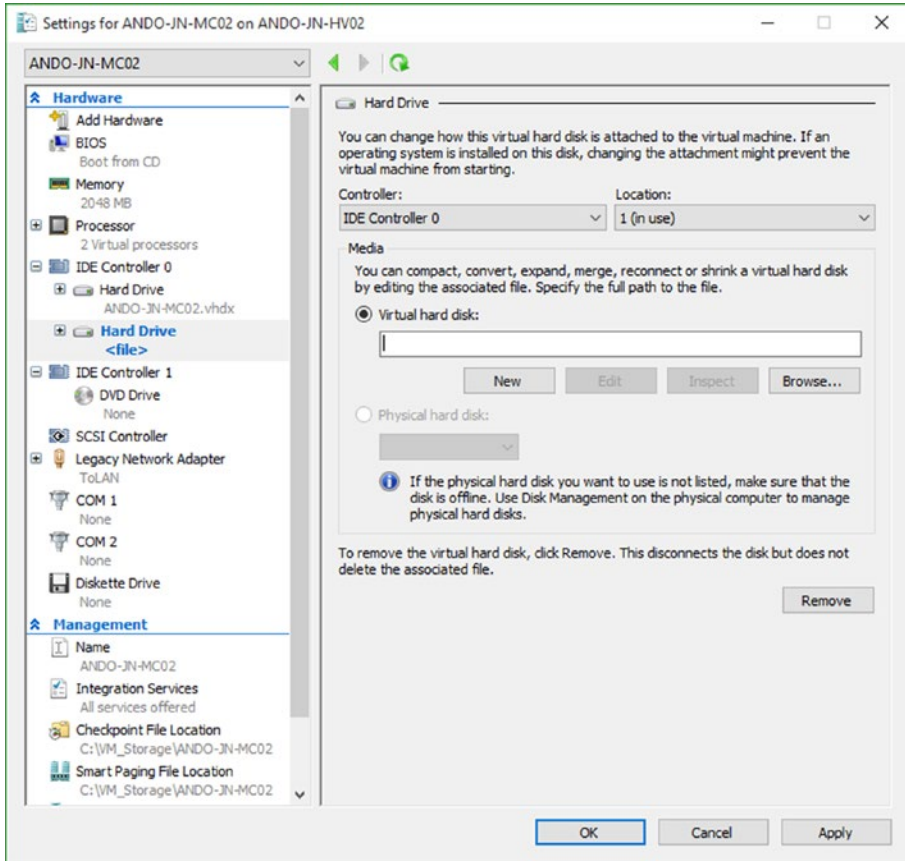 Settings for ANDO-JN-MC02 on ANDO-JN-HV02
ANDO-JN-MC02
Hardware
Add Hardware
BIOS
Boot from CD
Memory
2048 MB
Processor
2 Virtual processors
IDE Controller 0
Hard Drive
ANDO-JN-MC02.vhdx
Hard Drive
<file>
IDE Controller 1
DVD Drive
None
SCSI Controller
Legacy Network Adapter
ToLAN
COM 1
None
COM 2
None
Diskette Drive
None
Management
Name
ANDO-JN-MC02
Integration Services
All services offered
Checkpoint File Location
C:\VM_Storage\ANDO-JN-MC02
Smart Paging File Location
C:\VM_Storage\ANDO-JN-MC02
Hard Drive
You can change how this virtual hard disk is attached to the virtual machine. If an
operating system is installed on this disk, changing the attachment might prevent the
virtual machine from starting.
Controller:
Location:
IDE Controller 0
1 (in use)
Media
You can compact, convert, expand, merge, reconnect or shrink a virtual hard disk
by editing the associated file. Specify the full path to the file.
Virtual hard disk:
New
Edit
Inspect
Browse...
Physical hard disk:
If the physical hard disk you want to use is not listed, make sure that the
disk is offline. Use Disk Management on the physical computer to manage
physical hard disks.
To remove the virtual hard disk, click Remove. This disconnects the disk but does not
delete the associated file.
Remove
OK
Cancel
Apply